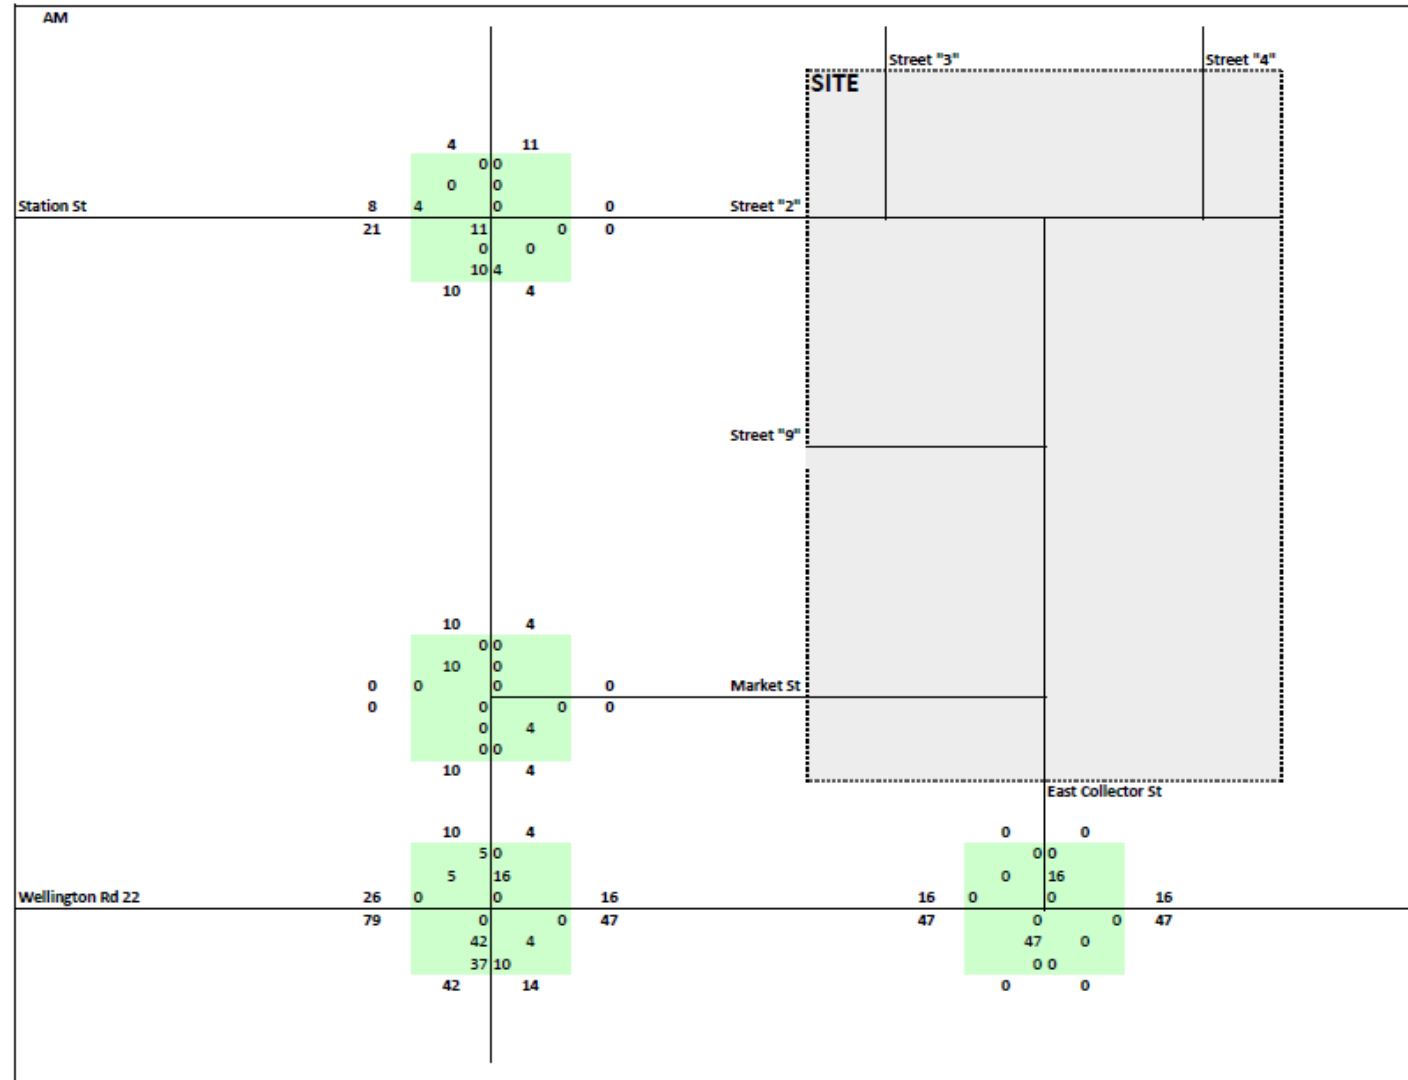 AM
Street "3" Street "4"
SITE
4 11
0 0
0 0
Station St 8 4 0 0 Street "2"
21 11 0 0
0 0
10 4
10 4
Street "9"
10 4
0 0
10 0
0 0 0 0 Market St
0 0 0 0
0 4
0 0
10 4
East Collector St
10 4 0 0
5 0 0 0
5 16 0 16
Wellington Rd 22 26 0 0 16 16 0 0 16
79 0 0 47 47 0 0 47
42 4 47 0
37 10 0 0
42 14 0 0